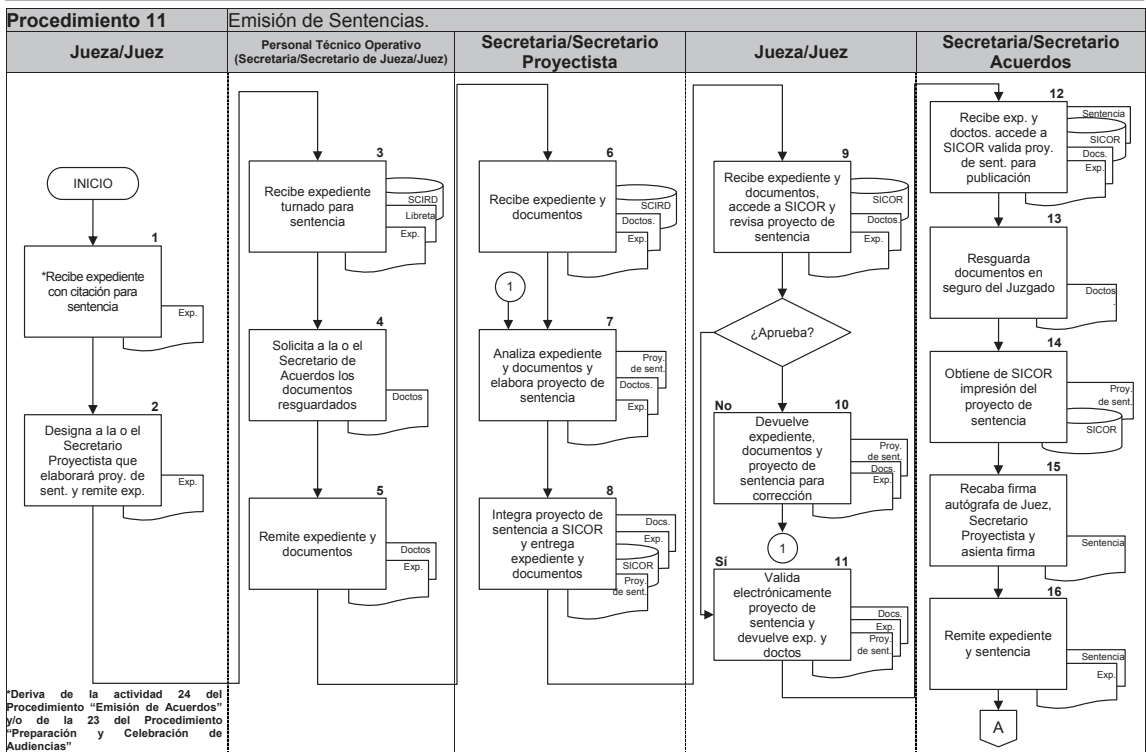 Procedimiento 11
Emisión de Sentencias.
Jueza/Juez
Personal Técnico Operativo
(Secretaria/Secretario de Jueza/Juez)
Secretaria/Secretario
Proyectista
Jueza/Juez
Secretaria/Secretario
Acuerdos
INICIO
1
*Recibe expediente
con citación para
sentencia
Exp.
2
Designa a la o el
Secretario
Proyectista que
elaborará proy. de
sent. y remite exp.
Exp.
*Deriva de la actividad 24 del
Procedimiento “Emisión de Acuerdos”
y/o de la 23 del Procedimiento
“Preparación y Celebración de
Audiencias”
3
Recibe expediente
turnado para
sentencia
SCIRD
Libreta
Exp.
4
Solicita a la o el
Secretario de
Acuerdos los
documentos
resguardados
Doctos
5
Remite expediente y
documentos
Doctos
Exp.
6
Recibe expediente y
documentos
SCIRD
Doctos.
Exp.
1
7
Analiza expediente
y documentos y
elabora proyecto de
sentencia
Proy.
de sent.
Doctos.
Exp.
8
Integra proyecto de
sentencia a SICOR
y entrega
expediente y
documentos
Docs.
Exp.
SICOR
Proy.
de sent.
9
Recibe expediente y
documentos,
accede a SICOR y
revisa proyecto de
sentencia
SICOR
Doctos.
Exp.
¿Aprueba?
No
10
Devuelve
expediente,
documentos y
proyecto de
sentencia para
corrección
Proy.
de sent.
Docs.
Exp.
1
Sí
11
Valida
electrónicamente
proyecto de
sentencia y
devuelve exp. y
doctos
Docs.
Exp.
Proy.
de sent.
12
Recibe exp. y
doctos. accede a
SICOR valida proy.
de sent. para
publicación
Sentencia
SICOR
Docs.
Exp.
13
Resguarda
documentos en
seguro del Juzgado
Doctos
.
14
Obtiene de SICOR
impresión del
proyecto de
sentencia
Proy.
de sent.
SICOR
15
Recaba firma
autógrafa de Juez,
Secretario
Proyectista y
asienta firma
Sentencia
16
Remite expediente
y sentencia
Sentencia
Exp.
A